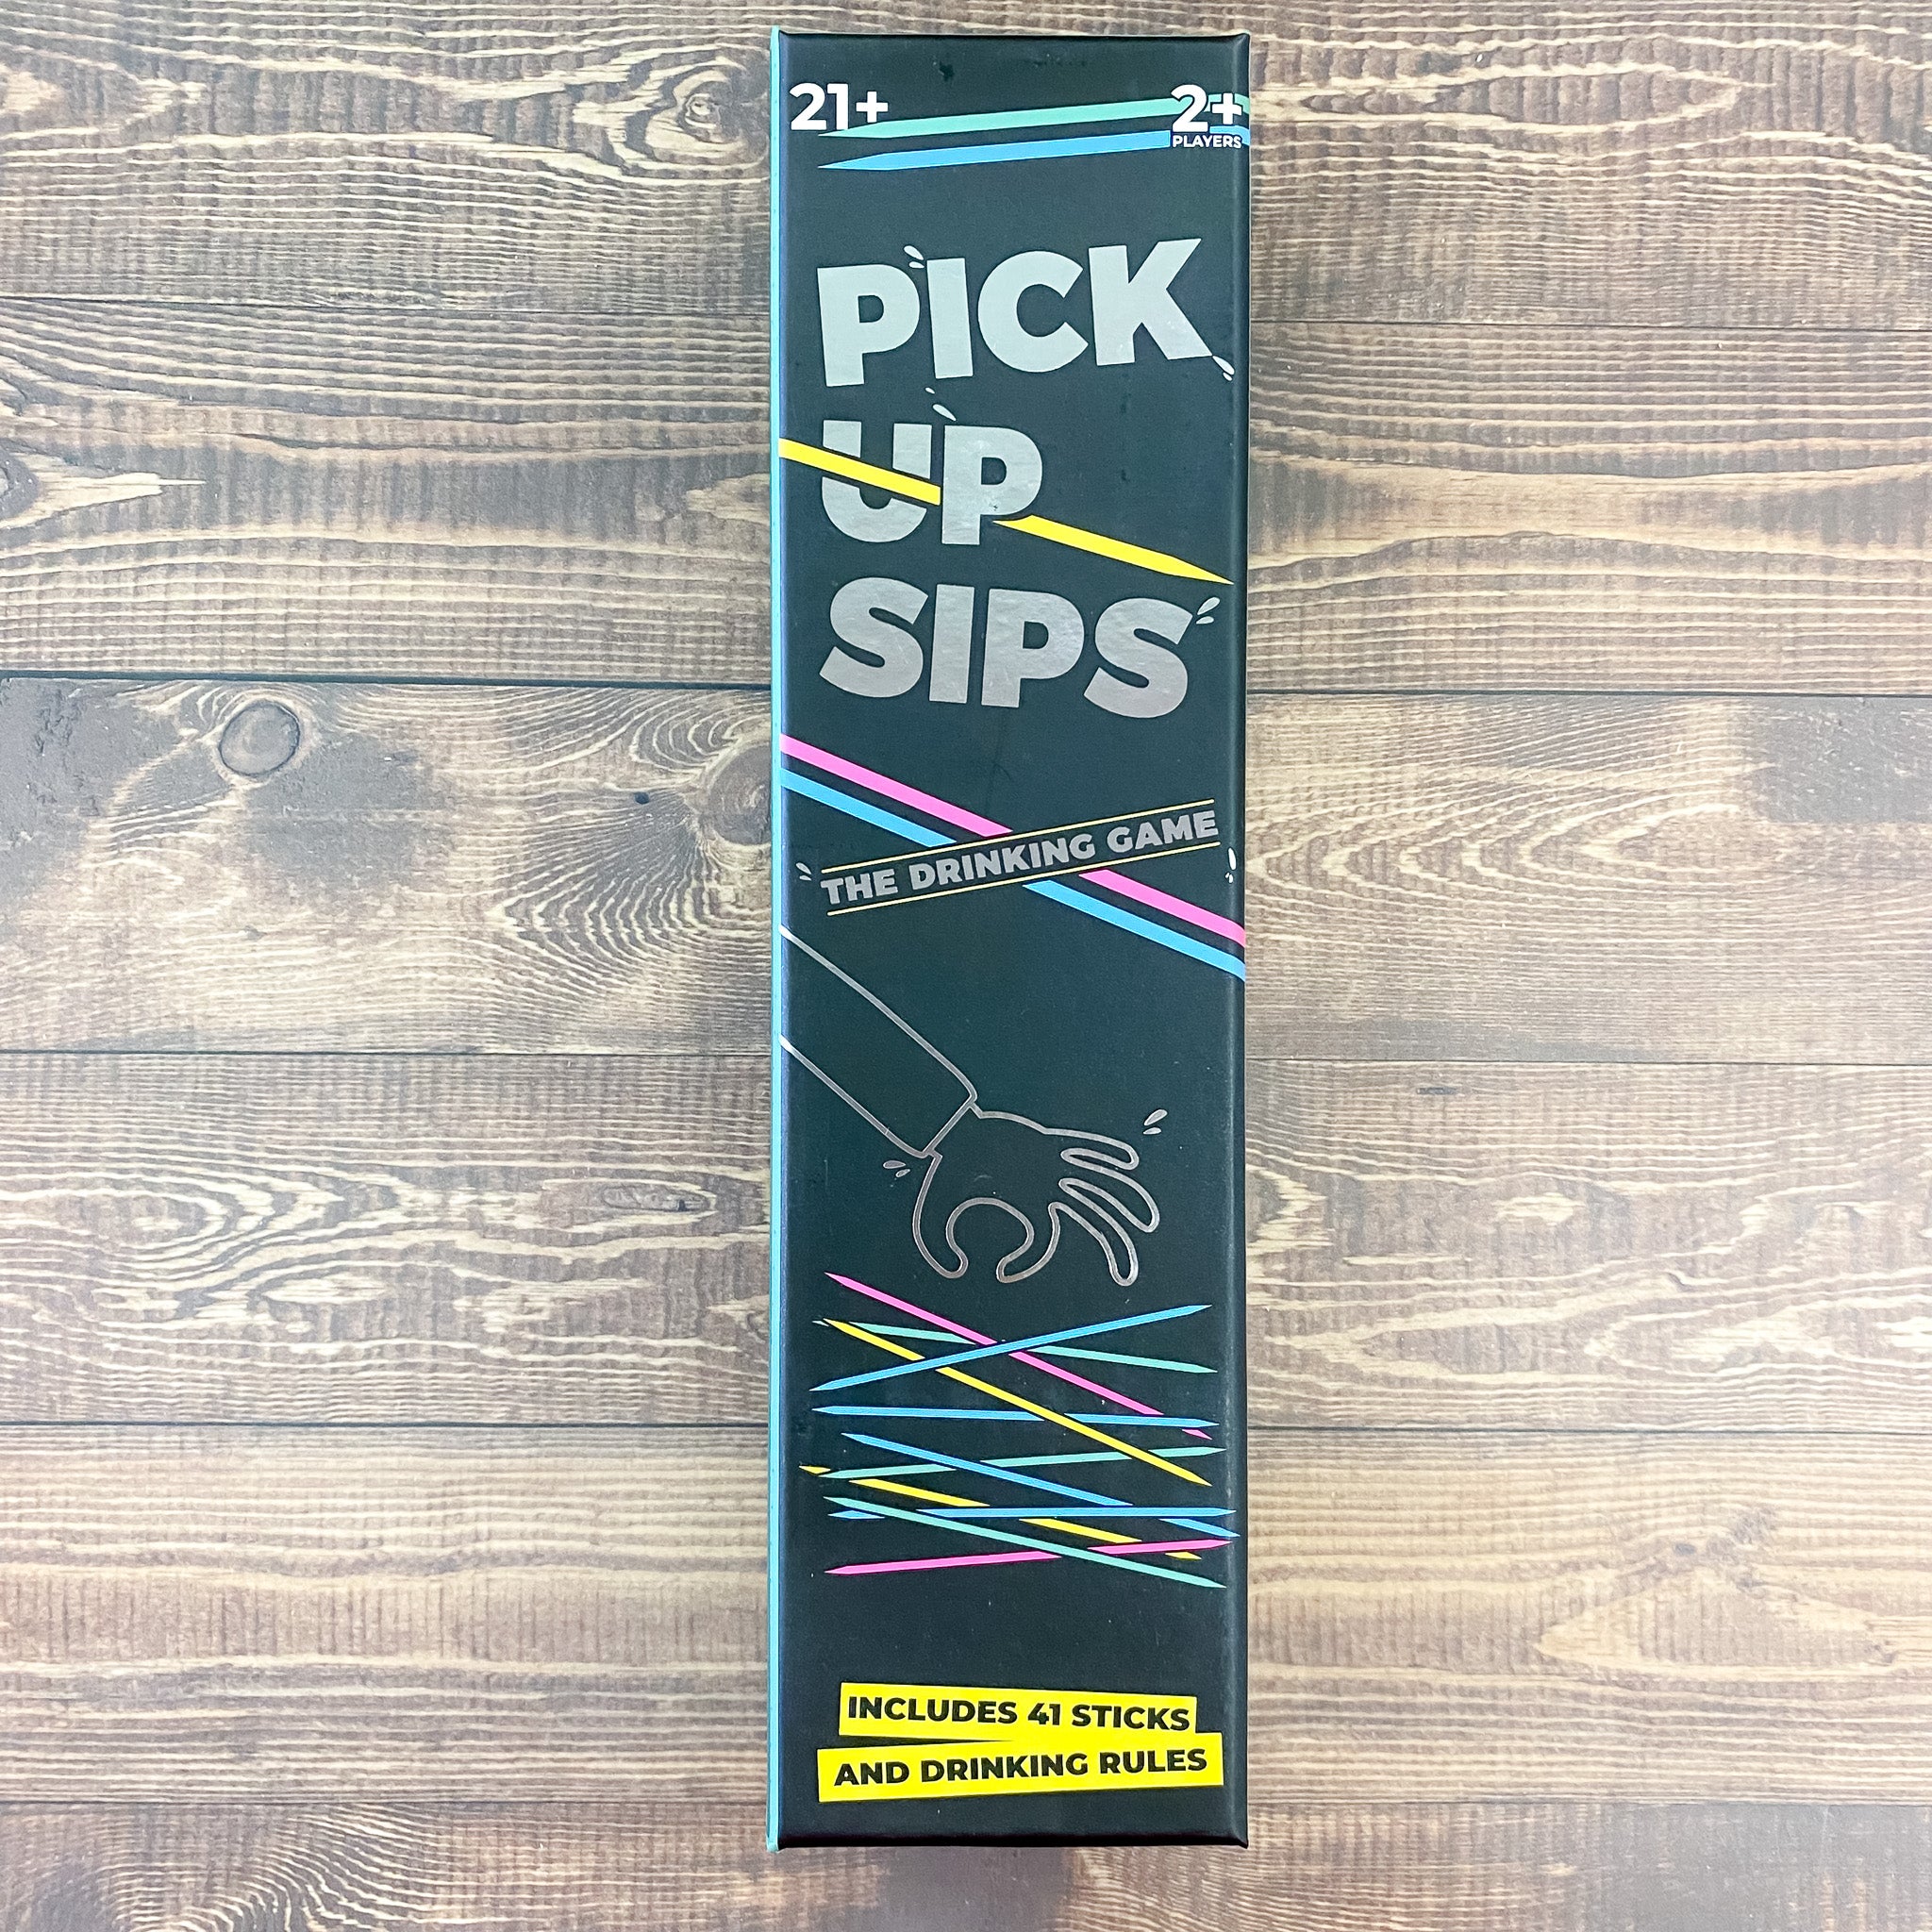 21+
2+
PLAYERS
PICK
UP
SIPS
THE DRINKING GAME
INCLUDES 41 STICKS
AND DRINKING RULES